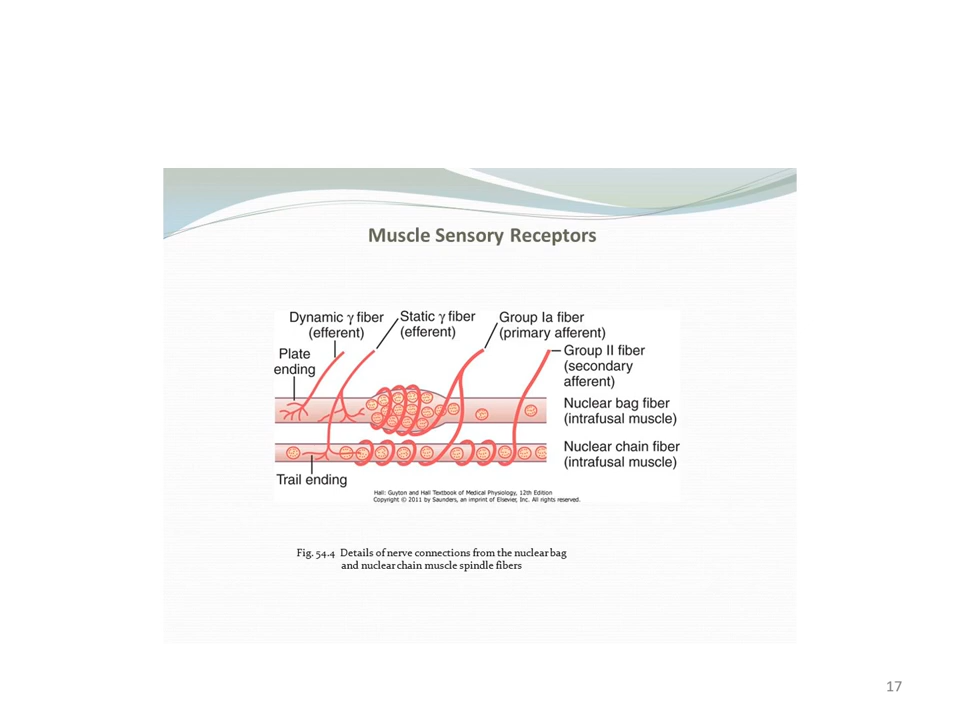 Muscle Sensory Receptors
Dynamic γ fiber
(efferent)
Static γ fiber
(efferent)
Group Ia fiber
(primary afferent)
Plate
ending
Group II fiber
(secondary
afferent)
Nuclear bag fiber
(intrafusal muscle)
Nuclear chain fiber
(intrafusal muscle)
Trail ending
Hall: Guyton and Hall Textbook of Medical Physiology, 12th Edition
Copyright © 2011 by Saunders, an imprint of Elsevier, Inc. All rights reserved.
Fig. 54.4 Details of nerve connections from the nuclear bag
and nuclear chain muscle spindle fibers
17